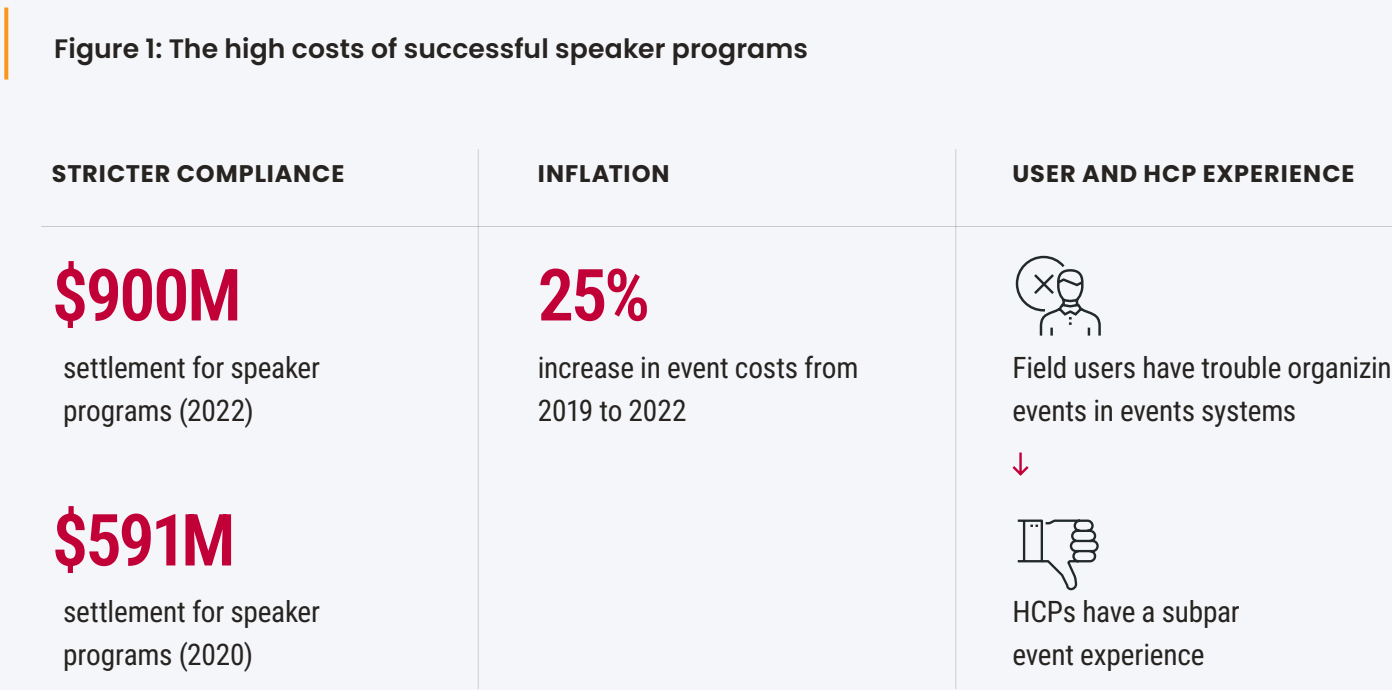 Figure 1: The high costs of successful speaker programs
STRICTER COMPLIANCE
$900M
settlement for speaker
programs (2022)
$591M
settlement for speaker
programs (2020)
INFLATION
25%
increase in event costs from
2019 to 2022
USER AND HCP EXPERIENCE
Field users have trouble organizin
events in events systems
↓
HCPs have a subpar
event experience